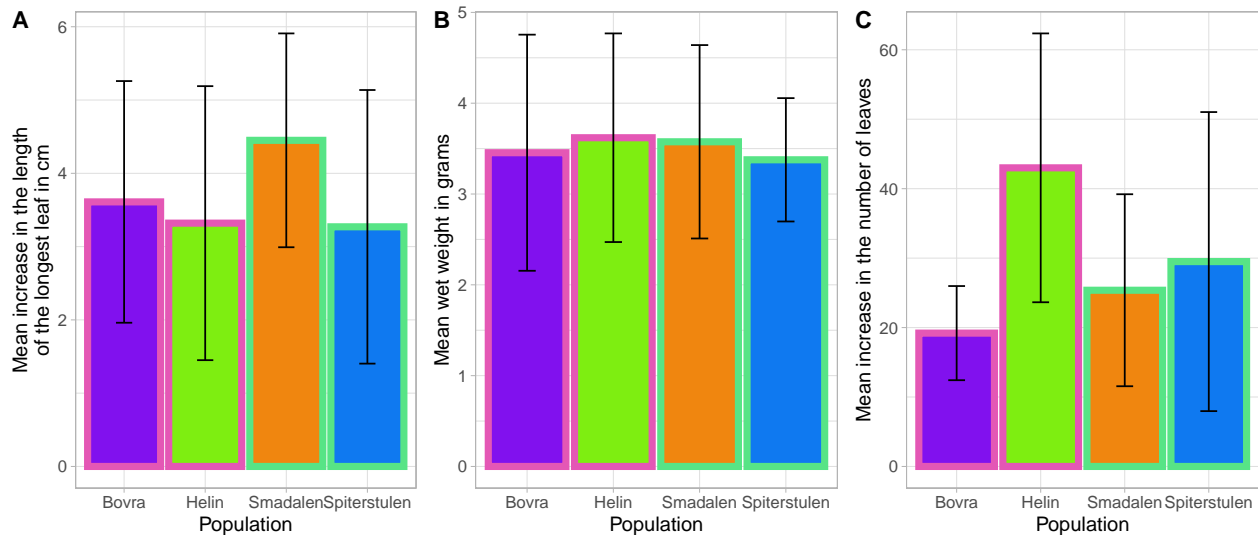 A
Mean increase in the length
of the longest leaf in cm
6
4
2
0
Bovra Helin Smadalen Spiterstulen
Population
B
Mean wet weight in grams
5
4
3
2
1
0
Bovra Helin Smadalen Spiterstulen
Population
C
Mean increase in the number of leaves
60
40
20
0
Bovra Helin Smadalen Spiterstulen
Population